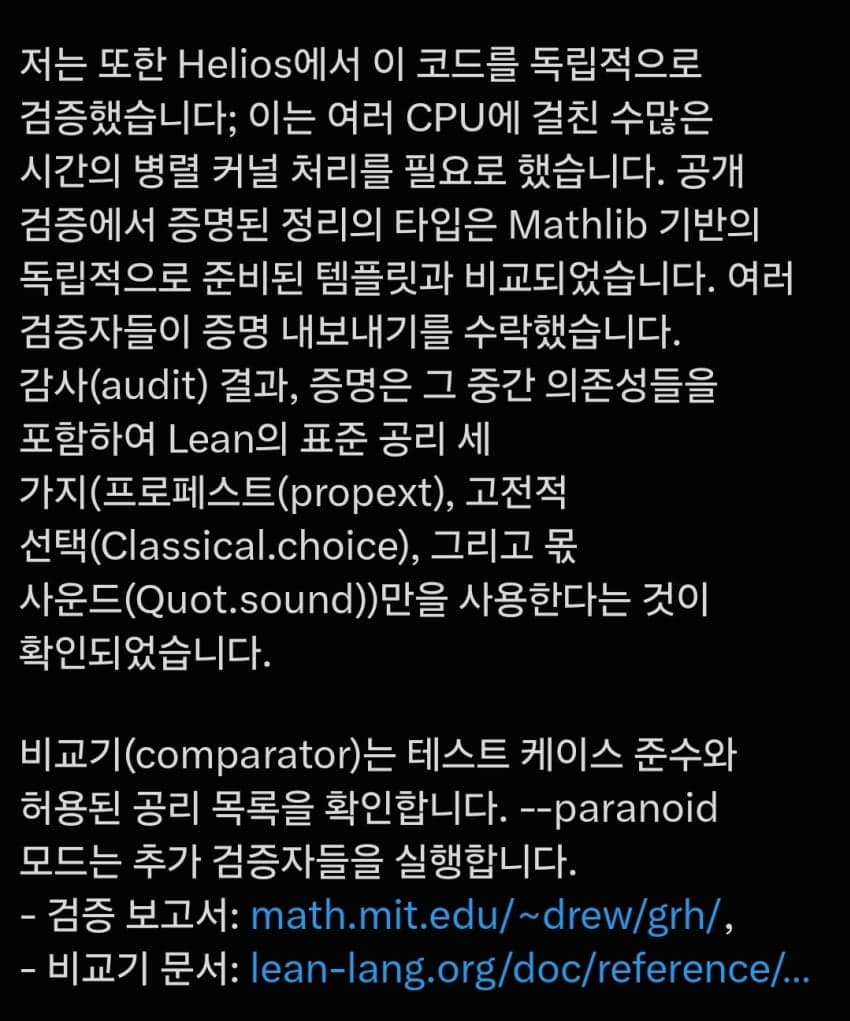 저는 또한 Helios에서 이 코드를 독립적으로
검증했습니다; 이는 여러 CPU에 걸친 수많은
시간의 병렬 커널 처리를 필요로 했습니다. 공개
검증에서 증명된 정리의 타입은 Mathlib 기반의
독립적으로 준비된 템플릿과 비교되었습니다. 여러
검증자들이 증명 내보내기를 수락했습니다.
감사(audit) 결과, 증명은 그 중간 의존성들을
포함하여 Lean의 표준 공리 세
가지(프로페스트(propext), 고전적
선택(Classical.choice), 그리고 몫
사운드(Quot.sound))만을 사용한다는 것이
확인되었습니다.
비교기(comparator)는 테스트 케이스 준수와
허용된 공리 목록을 확인합니다. --paranoid
모드는 추가 검증자들을 실행합니다.
- 검증 보고서: math.mit.edu/~drew/grh/,
- 비교기 문서: lean-lang.org/doc/reference/...